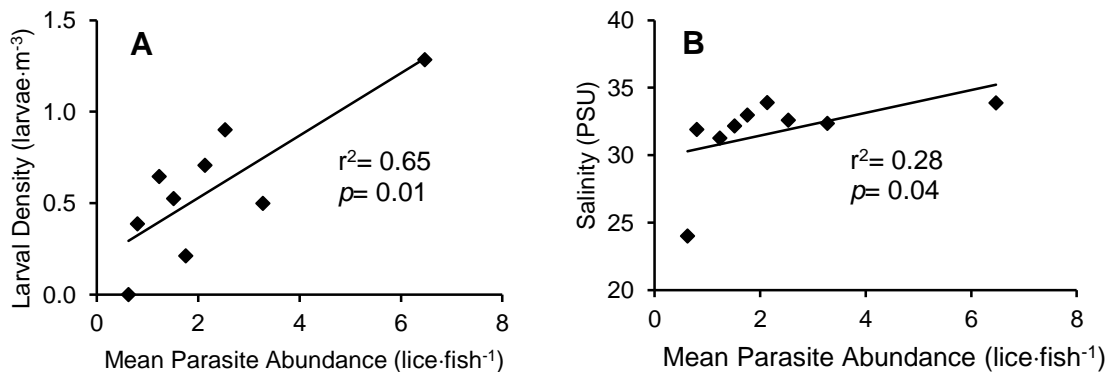 A
Larval Density (larvae·m-3)
1.5
1.0
0.5
0.0
r2= 0.65
p= 0.01
0 2 4 6 8
Mean Parasite Abundance (lice·fish-1)
B
Salinity (PSU)
40
35
30
25
20
r2= 0.28
p= 0.04
0 2 4 6 8
Mean Parasite Abundance (lice·fish-1)